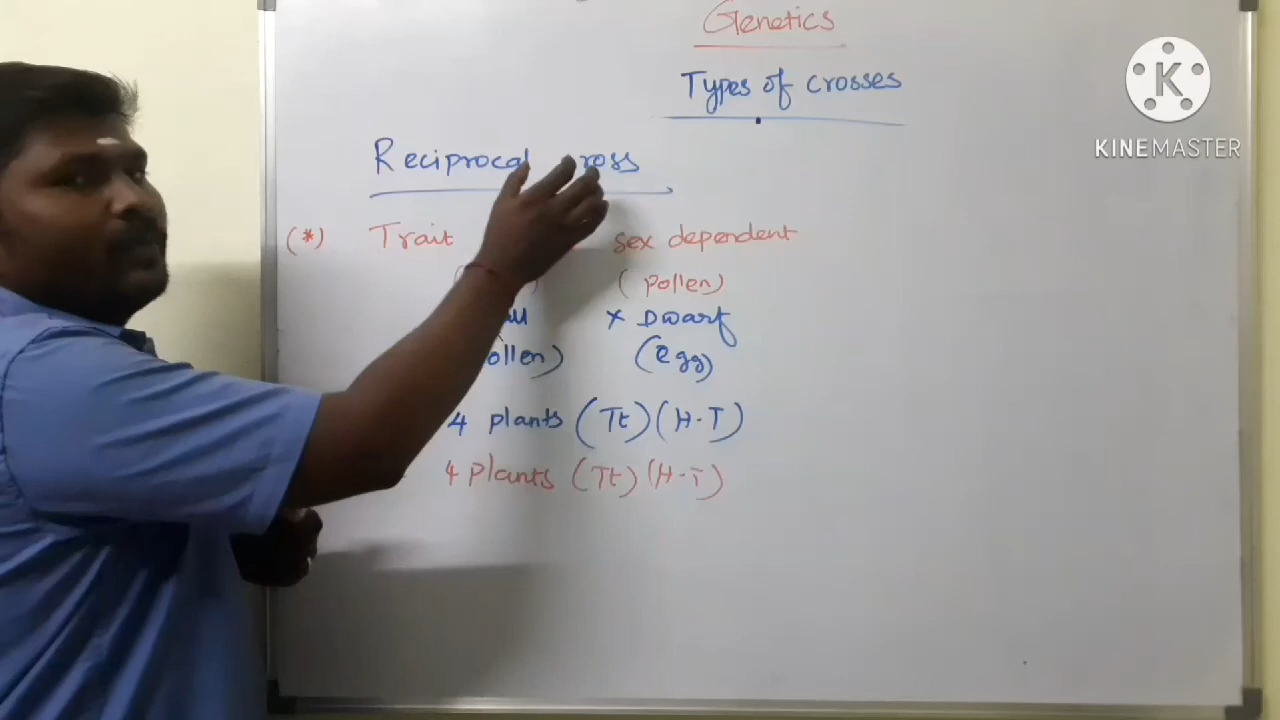 Genetics
Types of crosses
KINEMASTER
Reciprocal cross
(*) Trait sex dependent
(pollen)
x Dwarf
(egg)
4 plants (Tt) (H-T)
4 plants (Tt) (H-T)